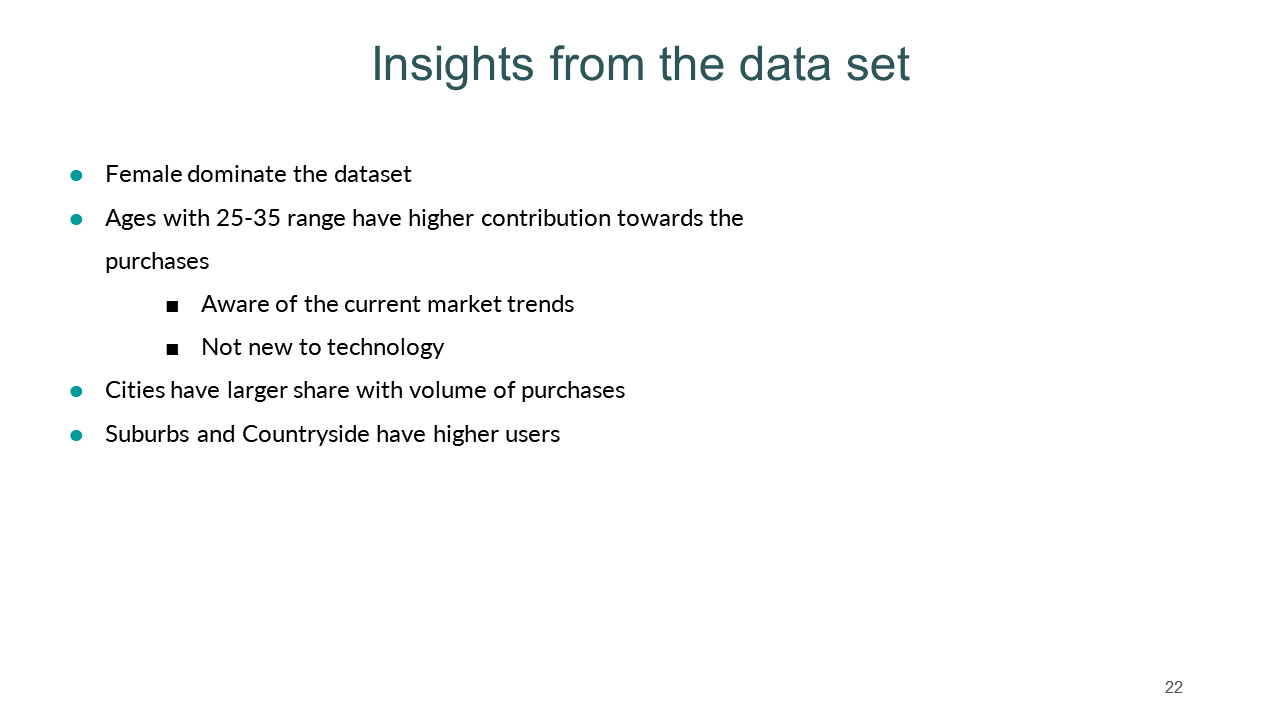 Insights from the data set
● Female dominate the dataset
● Ages with 25-35 range have higher contribution towards the
purchases
■ Aware of the current market trends
■ Not new to technology
● Cities have larger share with volume of purchases
● Suburbs and Countryside have higher users
22